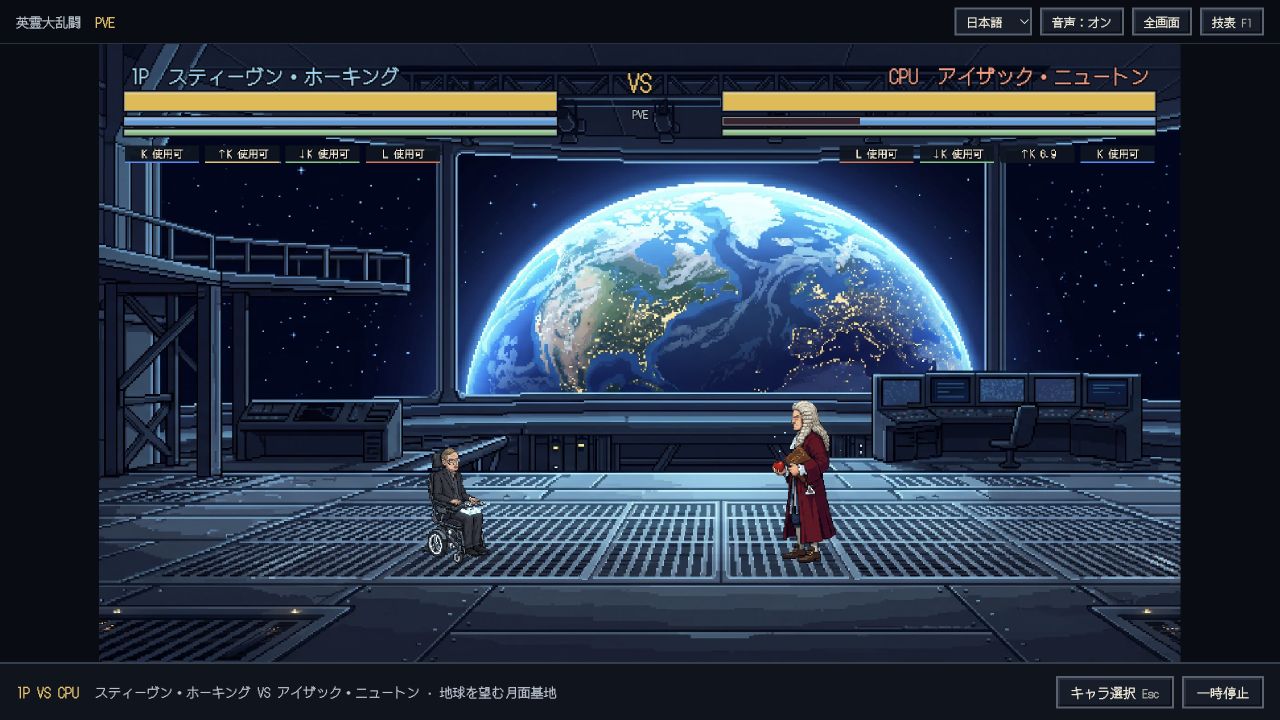 英霊大乱闘 PVE
日本語 音声：オン 全画面 技表 F1
1P スティーヴン・ホーキング
VS
CPU アイザック・ニュートン
PVE
K 使用可 ↑K 使用可 ↓K 使用可 L 使用可
L 使用可 ↓K 使用可 ↑K 6.9 K 使用可
1P VS CPU スティーヴン・ホーキング VS アイザック・ニュートン · 地球を望む月面基地
キャラ選択 Esc 一時停止